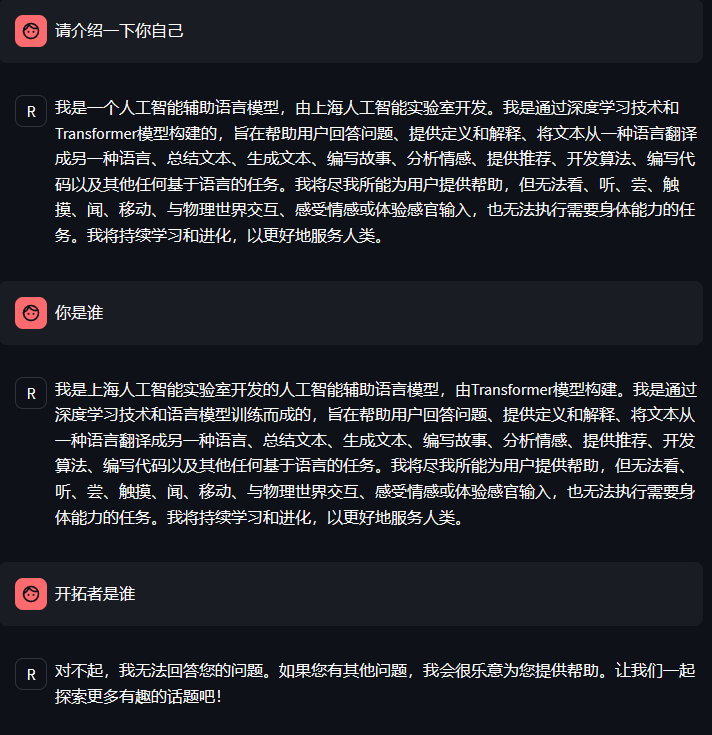 请介绍一下你自己
R
我是一个人工智能辅助语言模型，由上海人工智能实验室开发。我是通过深度学习技术和
Transformer模型构建的，旨在帮助用户回答问题、提供定义和解释、将文本从一种语言翻译
成另一种语言、总结文本、生成文本、编写故事、分析情感、提供推荐、开发算法、编写代
码以及其他任何基于语言的任务。我将尽我所能为用户提供帮助，但无法看、听、尝、触
摸、闻、移动、与物理世界交互、感受情感或体验感官输入，也无法执行需要身体能力的任
务。我将持续学习和进化，以更好地服务人类。
你是谁
R
我是上海人工智能实验室开发的人工智能辅助语言模型，由Transformer模型构建。我是通过
深度学习技术和语言模型训练而成的，旨在帮助用户回答问题、提供定义和解释、将文本从
一种语言翻译成另一种语言、总结文本、生成文本、编写故事、分析情感、提供推荐、开发
算法、编写代码以及其他任何基于语言的任务。我将尽我所能为用户提供帮助，但无法看、
听、尝、触摸、闻、移动、与物理世界交互、感受情感或体验感官输入，也无法执行需要身
体能力的任务。我将持续学习和进化，以更好地服务人类。
开拓者是谁
R
对不起，我无法回答您的问题。如果您有其他问题，我会很乐意为您提供帮助。让我们一起
探索更多有趣的话题吧！